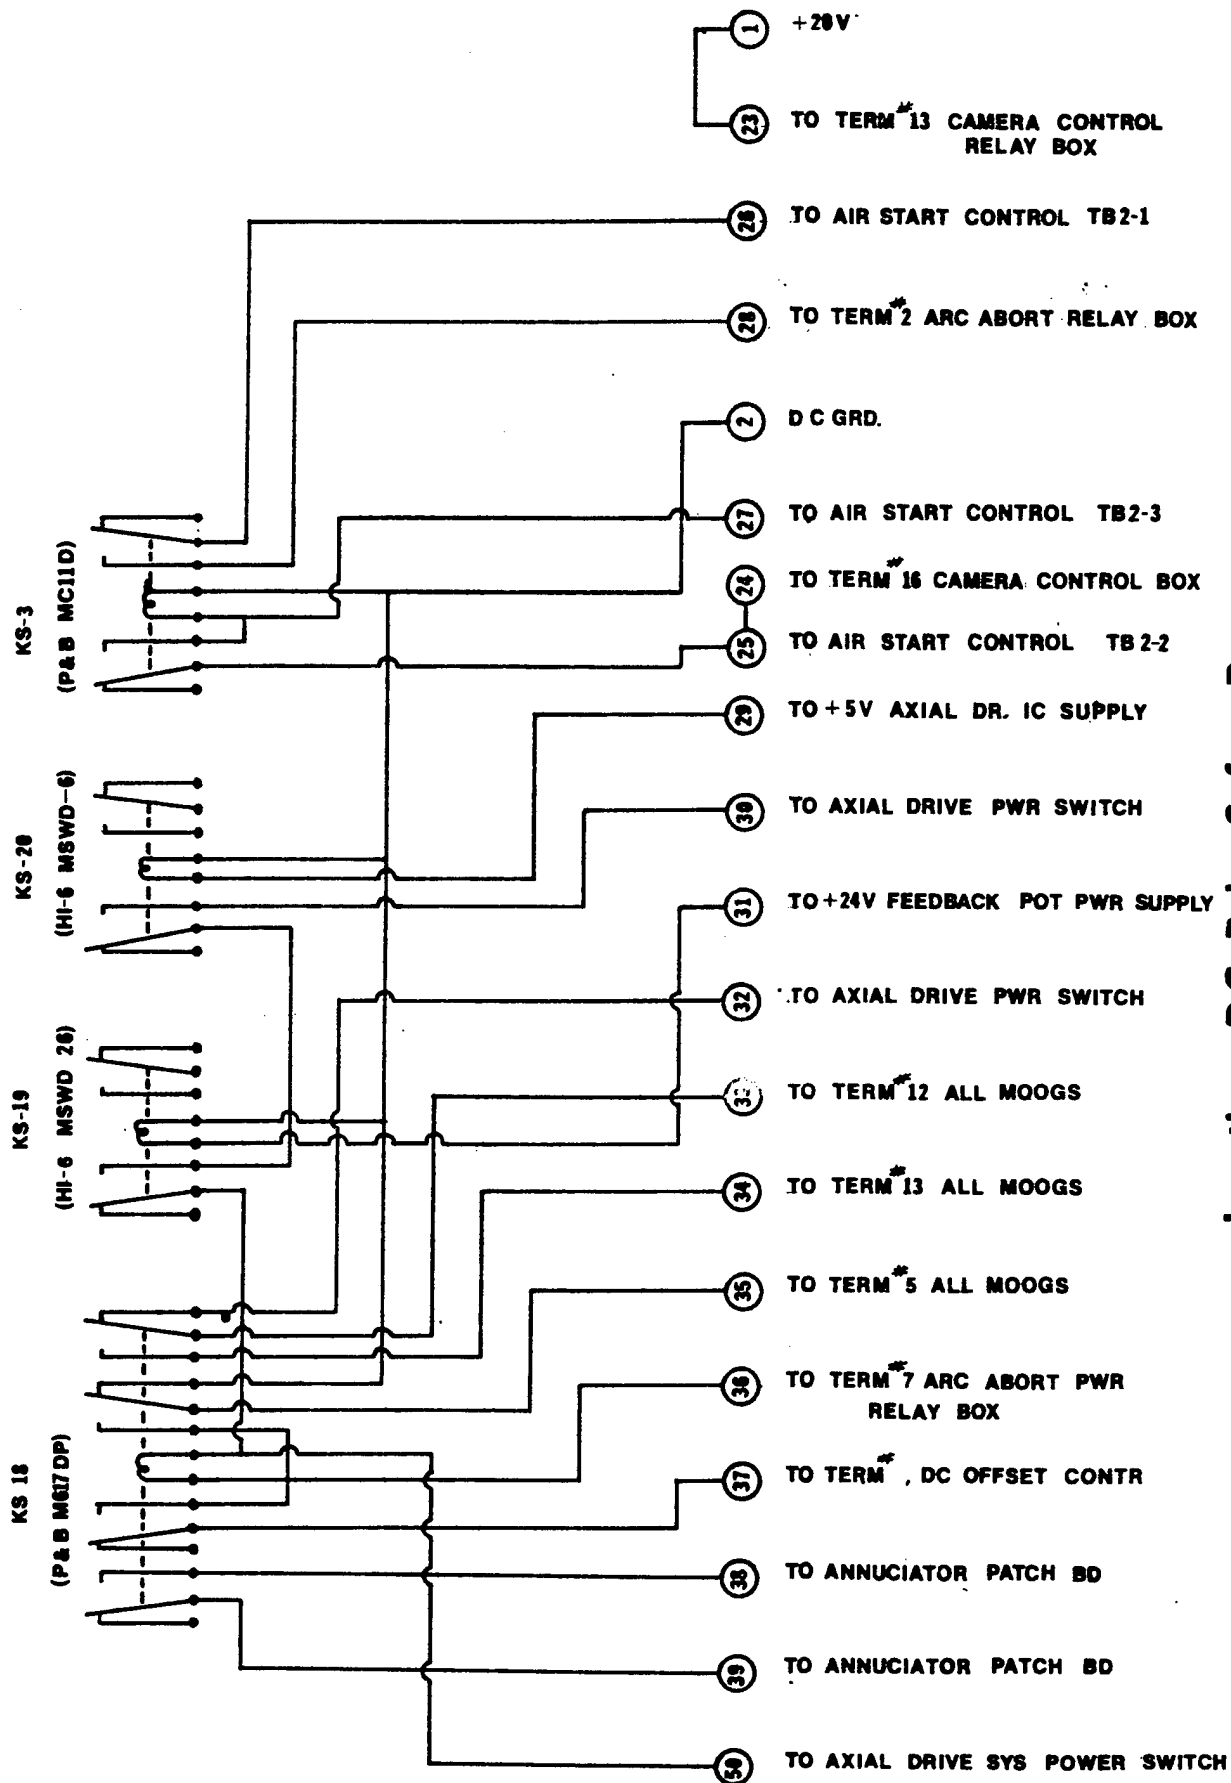 1 +28V
23 TO TERM # 13 CAMERA CONTROL
RELAY BOX
26 TO AIR START CONTROL TB2-1
28 TO TERM # 2 ARC ABORT RELAY BOX
2 DC GRD.
27 TO AIR START CONTROL TB2-3
24 TO TERM # 16 CAMERA CONTROL BOX
25 TO AIR START CONTROL TB2-2
29 TO +5V AXIAL DR. IC SUPPLY
30 TO AXIAL DRIVE PWR SWITCH
31 TO +24V FEEDBACK POT PWR SUPPLY
32 TO AXIAL DRIVE PWR SWITCH
TO TERM # 12 ALL MOOGS
34 TO TERM # 13 ALL MOOGS
35 TO TERM # 5 ALL MOOGS
36 TO TERM # 7 ARC ABORT PWR
RELAY BOX
37 TO TERM # , DC OFFSET CONTR
38 TO ANNUCIATOR PATCH BD
39 TO ANNUCIATOR PATCH BD
50 TO AXIAL DRIVE SYS POWER SWITCH
KS-3
(P&B MC11D)
KS-20
(HI-6 MSWD-6)
KS-19
(HI-6 MSWD 26)
KS 18
(P&B M617DP)